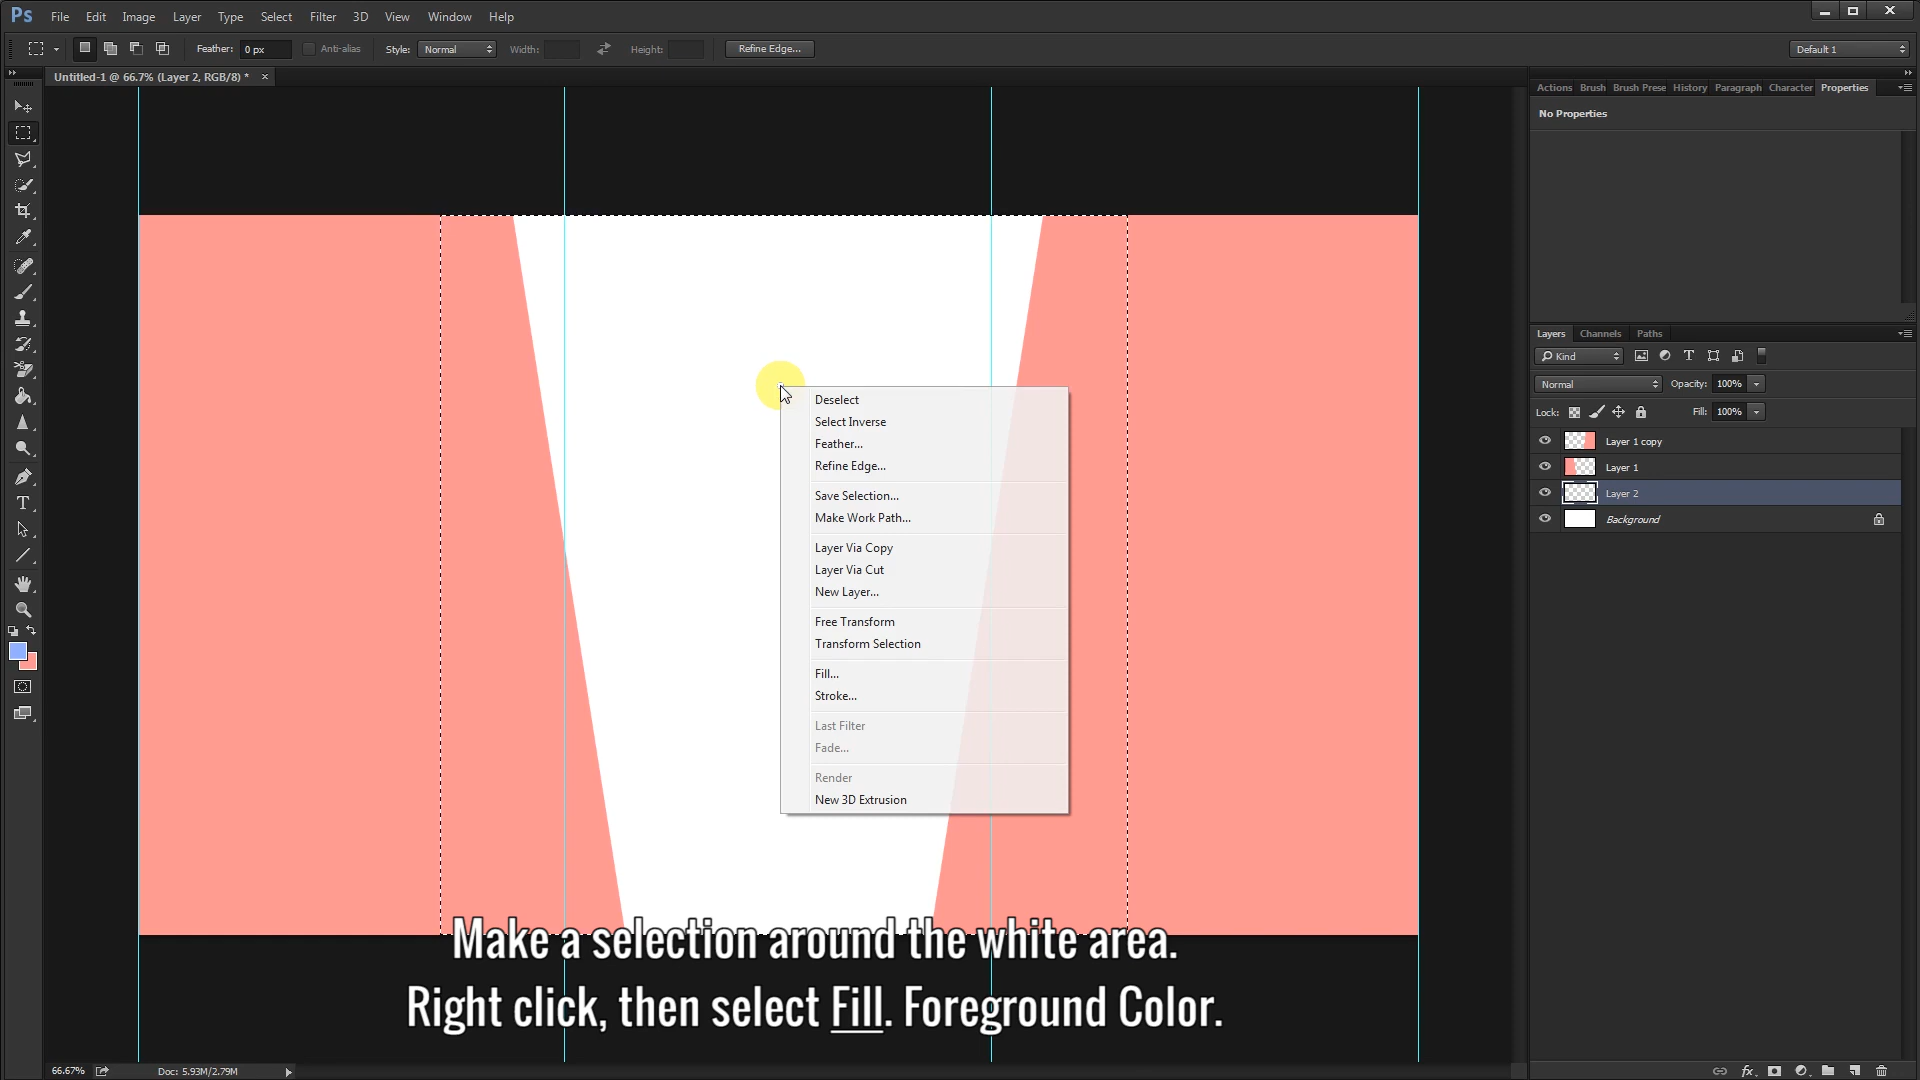 Ps File Edit Image Layer Type Select Filter 3D View Window Help
Feather: 0 px Anti-alias Style: Normal Width: Height: Refine Edge... Default 1
Untitled-1 @ 66.7% (Layer 2, RGB/8) * ×
Actions Brush Brush Prese History Paragraph Character Properties
No Properties
Layers Channels Paths
Kind
Normal Opacity: 100%
Lock: Fill: 100%
Layer 1 copy
Layer 1
Layer 2
Background
Deselect
Select Inverse
Feather...
Refine Edge...
Save Selection...
Make Work Path...
Layer Via Copy
Layer Via Cut
New Layer...
Free Transform
Transform Selection
Fill...
Stroke...
Last Filter
Fade...
Render
New 3D Extrusion
Make a selection around the white area.
Right click, then select Fill. Foreground Color.
66.67% Doc: 5.93M/2.79M